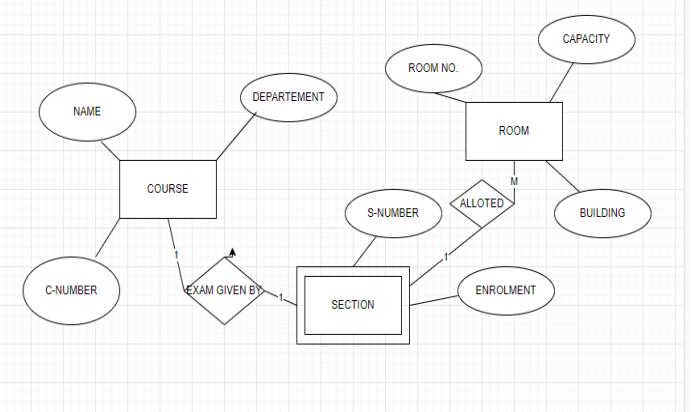 CAPACITY
ROOM NO.
DEPARTEMENT
NAME
ROOM
M
COURSE
ALLOTED
S-NUMBER
BUILDING
1
1
C-NUMBER
EXAM GIVEN BY
1
SECTION
ENROLMENT